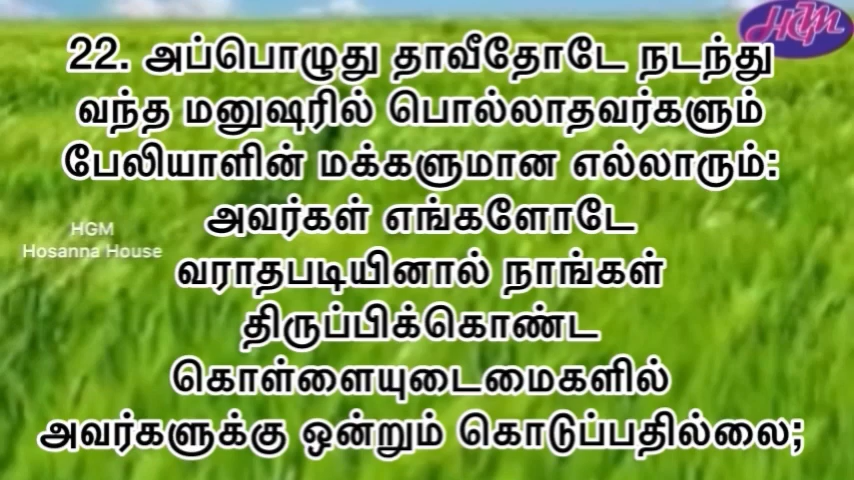 HGM
22. அப்பொழுது தாவீதோடே நடந்து
வந்த மனுஷரில் பொல்லாதவர்களும்
பேலியாளின் மக்களுமான எல்லாரும்:
அவர்கள் எங்களோடே
HGM
Hosanna House
வராதபடியினால் நாங்கள்
திருப்பிக்கொண்ட
கொள்ளையுடைமைகளில்
அவர்களுக்கு ஒன்றும் கொடுப்பதில்லை;